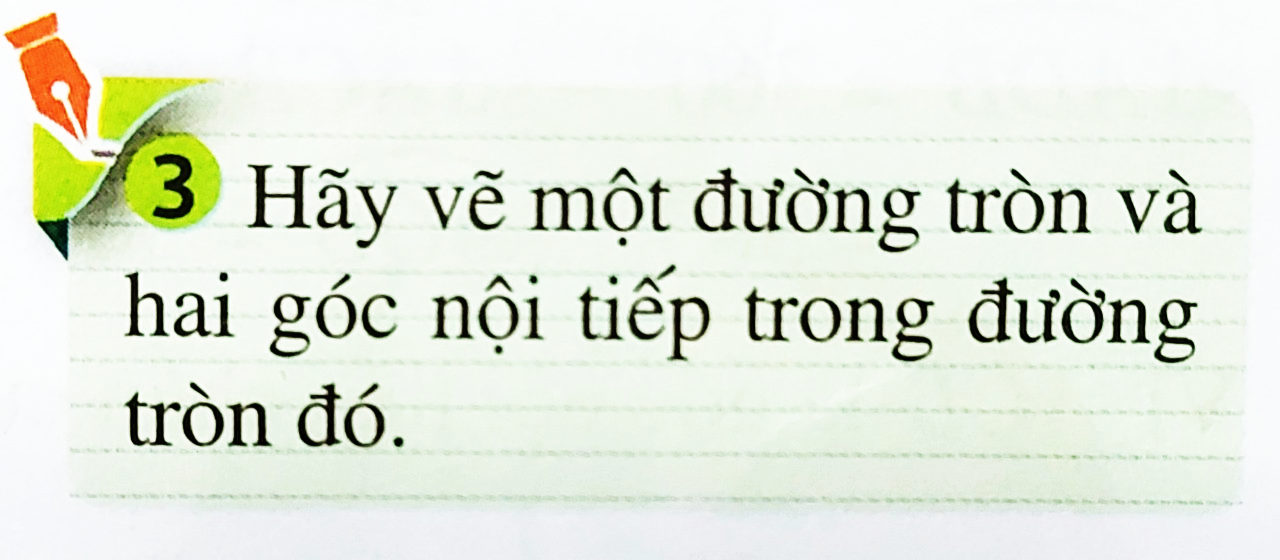 3 Hãy vẽ một đường tròn và
hai góc nội tiếp trong đường
tròn đó.